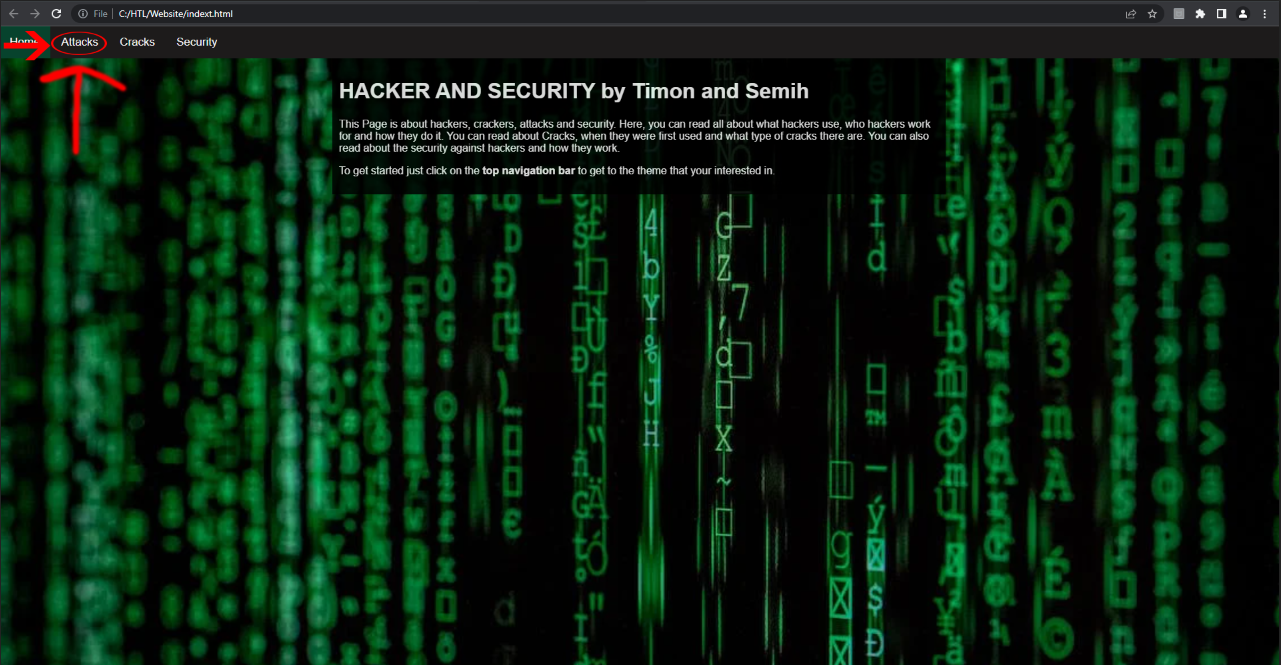 File | C:/HTL/Website/indext.html
Home Attacks Cracks Security
HACKER AND SECURITY by Timon and Semih
This Page is about hackers, crackers, attacks and security. Here, you can read all about what hackers use, who hackers work
for and how they do it. You can read about Cracks, when they were first used and what type of cracks there are. You can also
read about the security against hackers and how they work.
To get started just click on the top navigation bar to get to the theme that your interested in.